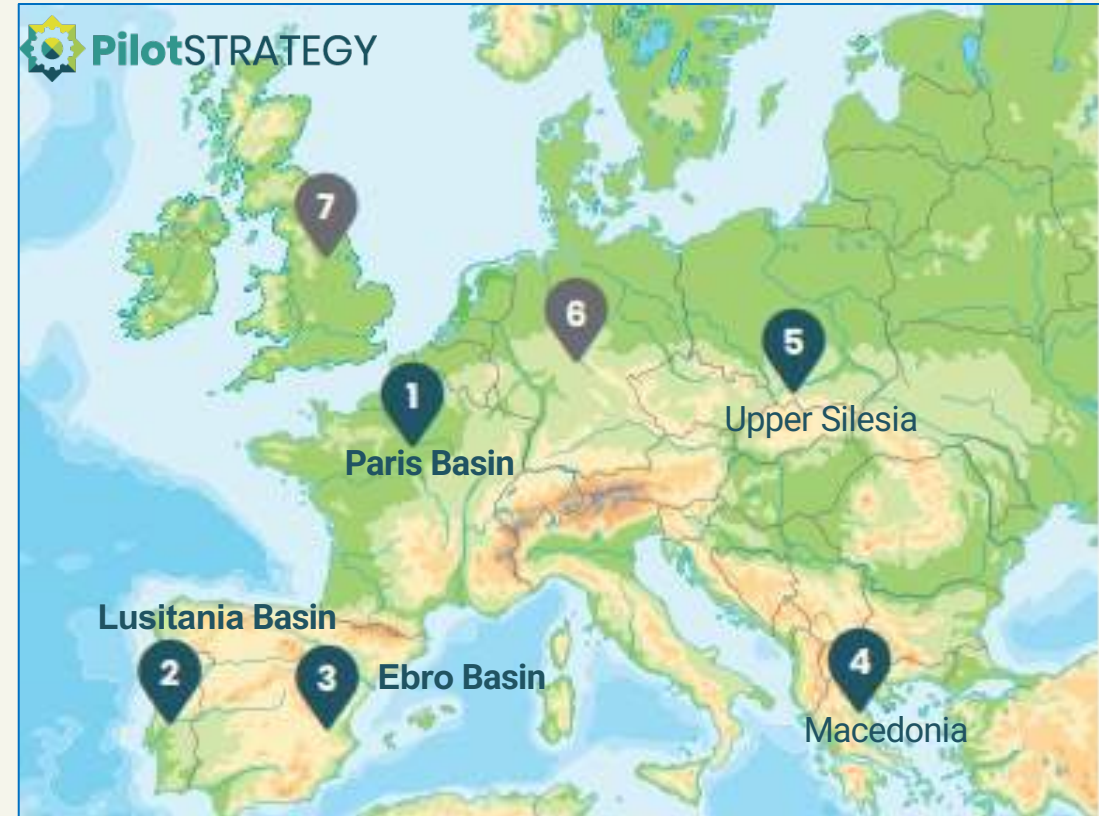 PilotSTRATEGY
7
6
5
1
Upper Silesia
Paris Basin
Lusitania Basin
2
3
Ebro Basin
4
Macedonia